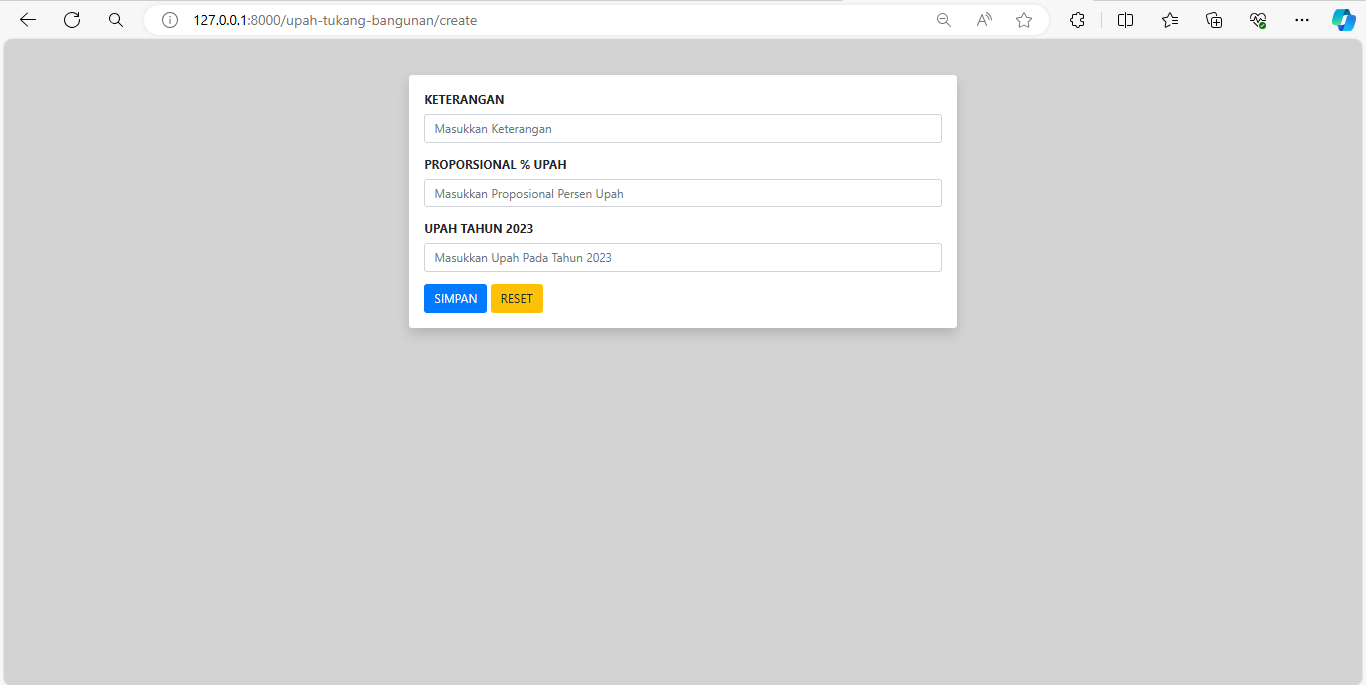 127.0.0.1:8000/upah-tukang-bangunan/create
KETERANGAN
Masukkan Keterangan
PROPORSIONAL % UPAH
Masukkan Proposional Persen Upah
UPAH TAHUN 2023
Masukkan Upah Pada Tahun 2023
SIMPAN RESET